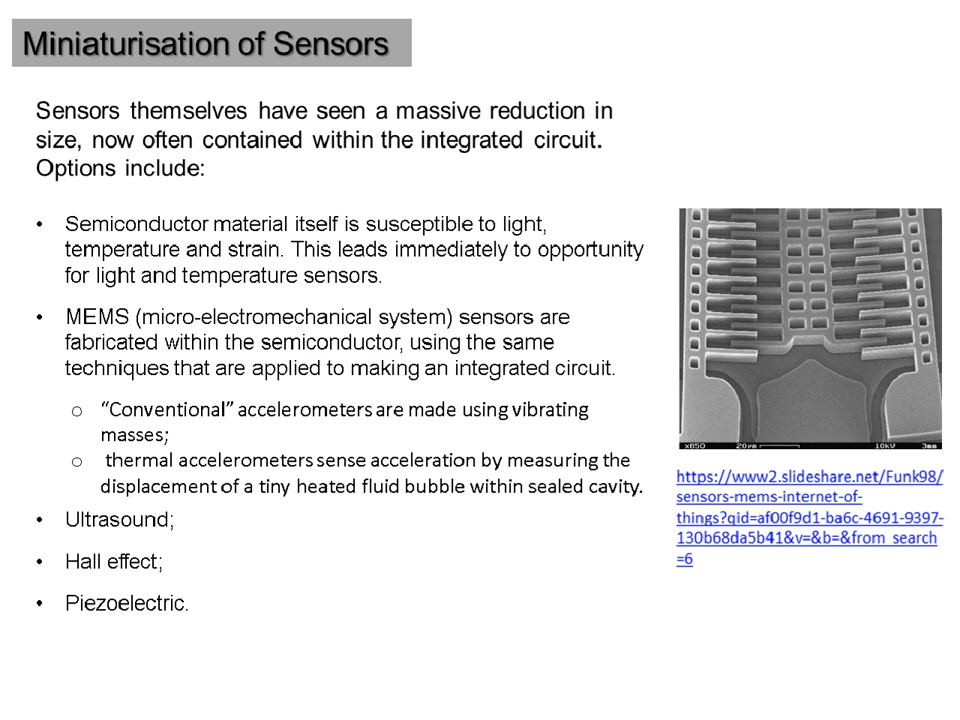 Miniaturisation of Sensors
Sensors themselves have seen a massive reduction in
size, now often contained within the integrated circuit.
Options include:
• Semiconductor material itself is susceptible to light,
temperature and strain. This leads immediately to opportunity
for light and temperature sensors.
• MEMS (micro-electromechanical system) sensors are
fabricated within the semiconductor, using the same
techniques that are applied to making an integrated circuit.
o “Conventional” accelerometers are made using vibrating
masses;
o thermal accelerometers sense acceleration by measuring the
displacement of a tiny heated fluid bubble within sealed cavity.
• Ultrasound;
• Hall effect;
• Piezoelectric.
x850 20µm 10kV 3mm
https://www2.slideshare.net/Funk98/
sensors-mems-internet-of-
things?qid=af00f9d1-ba6c-4691-9397-
130b68da5b41&v=&b=&from_search
=6